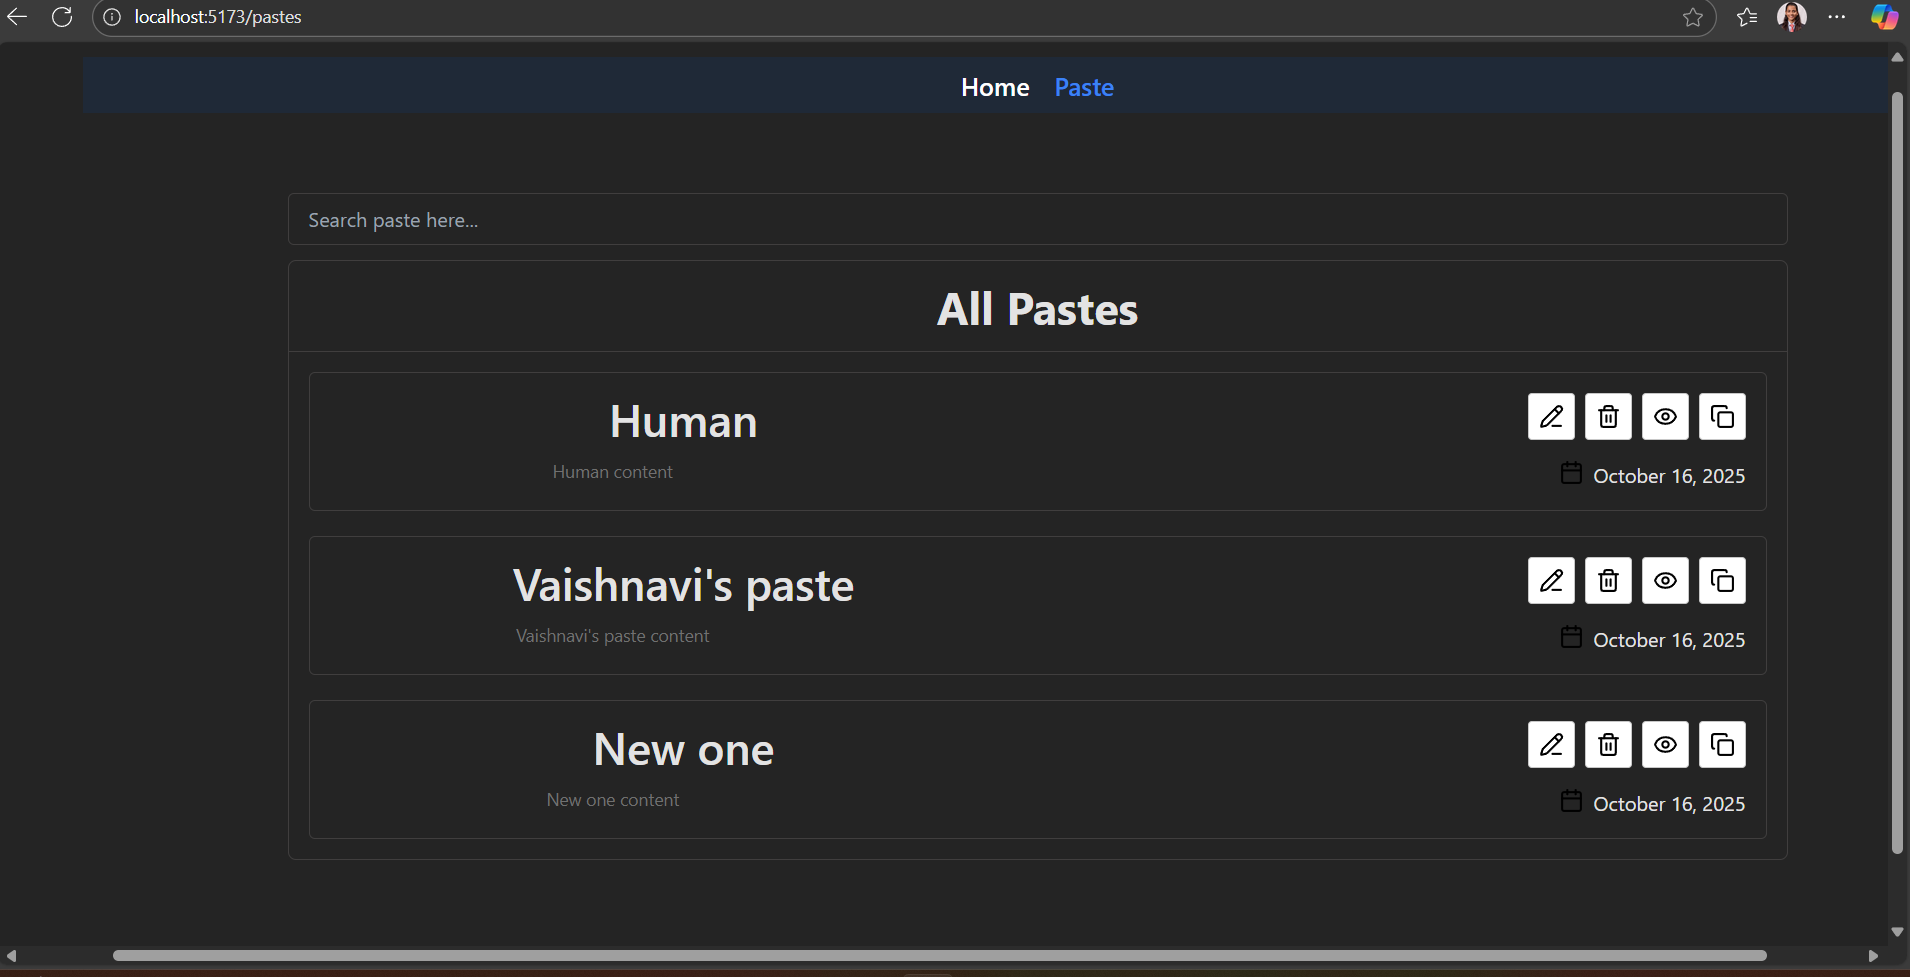 localhost:5173/pastes
Home Paste
Search paste here...
All Pastes
Human
Human content
October 16, 2025
Vaishnavi's paste
Vaishnavi's paste content
October 16, 2025
New one
New one content
October 16, 2025